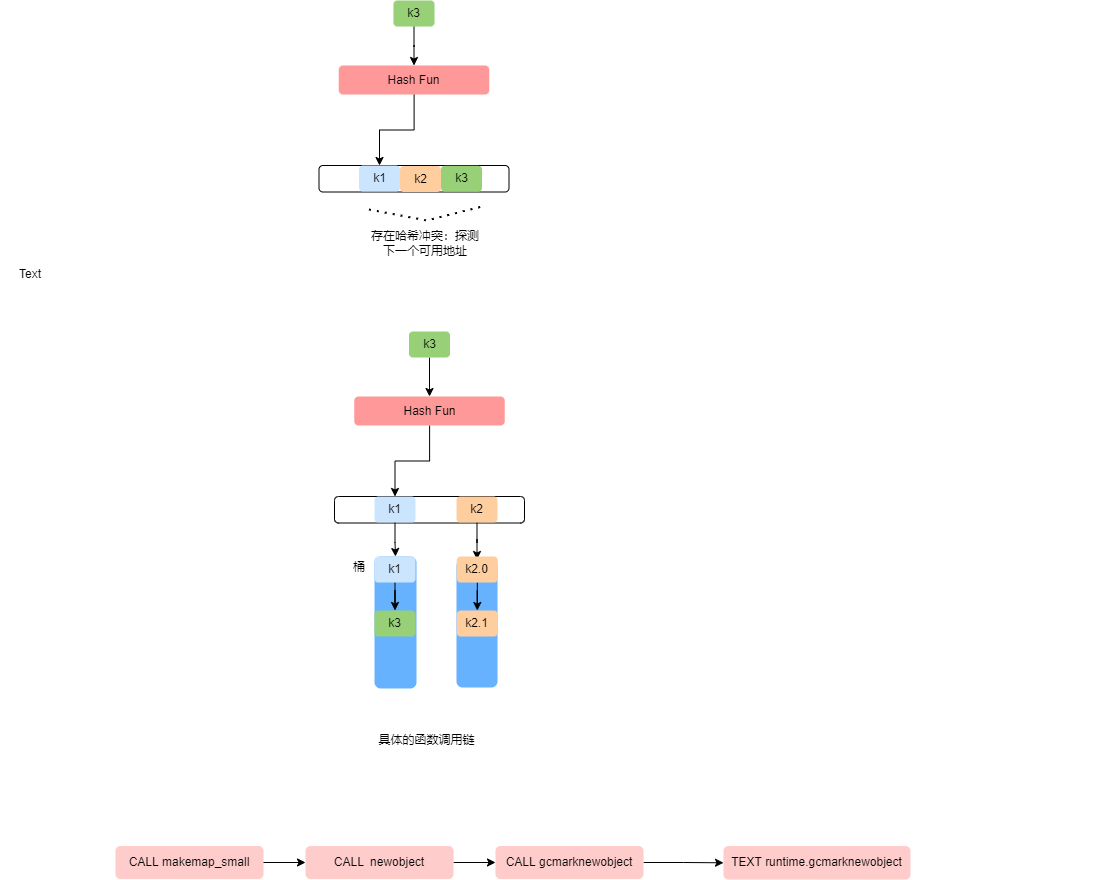 k3
Hash Fun
k1 k2 k3
存在哈希冲突：探测
下一个可用地址
Text
k3
Hash Fun
k1 k2
桶 k1 k2.0
k3 k2.1
具体的函数调用链
CALL makemap_small CALL newobject CALL gcmarknewobject TEXT runtime.gcmarknewobject